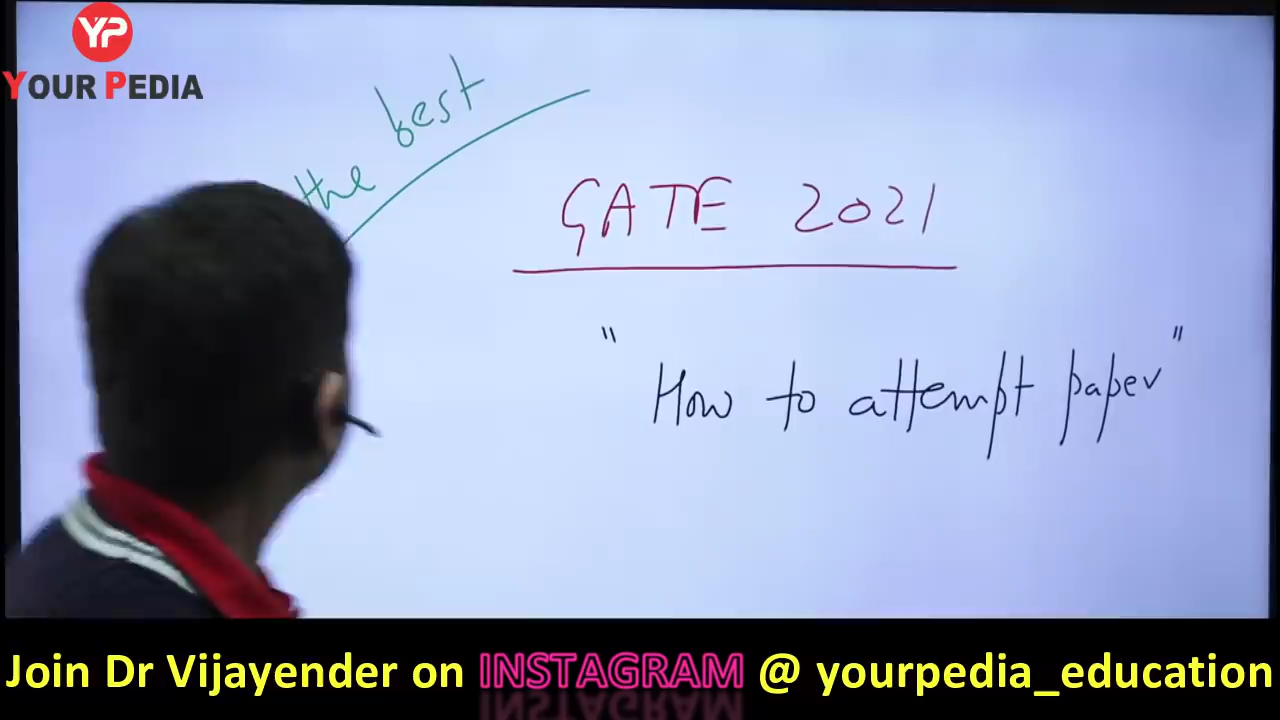 YP
YOUR PEDIA
the best
GATE 2021
"How to attempt paper"
Join Dr Vijayender on INSTAGRAM @ yourpedia_education